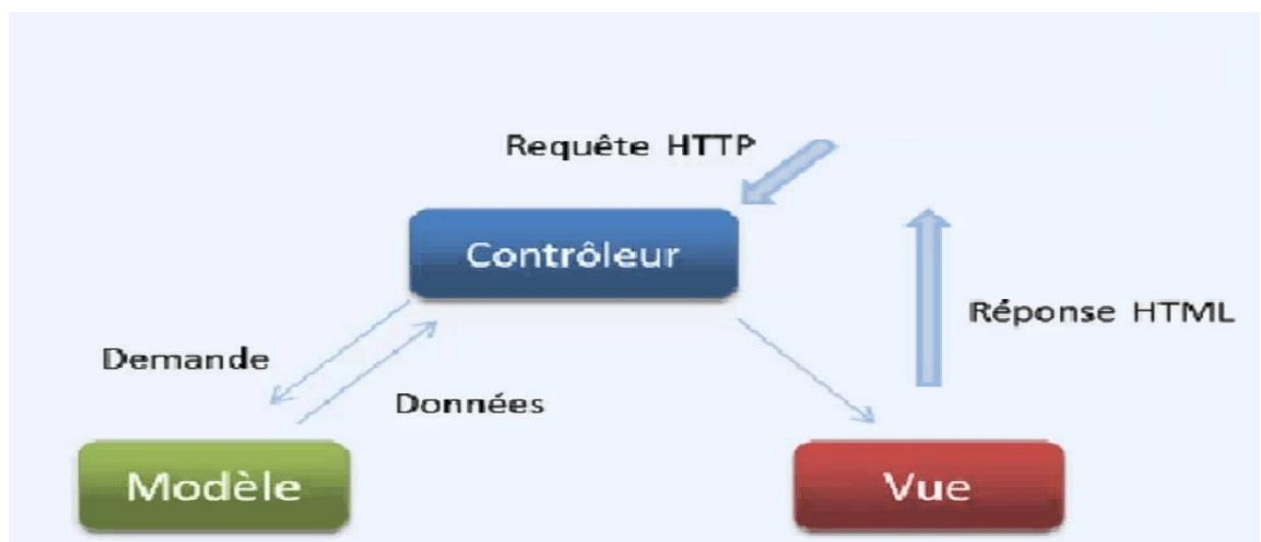 Requête HTTP
Contrôleur
Réponse HTML
Demande
Données
Modèle
Vue